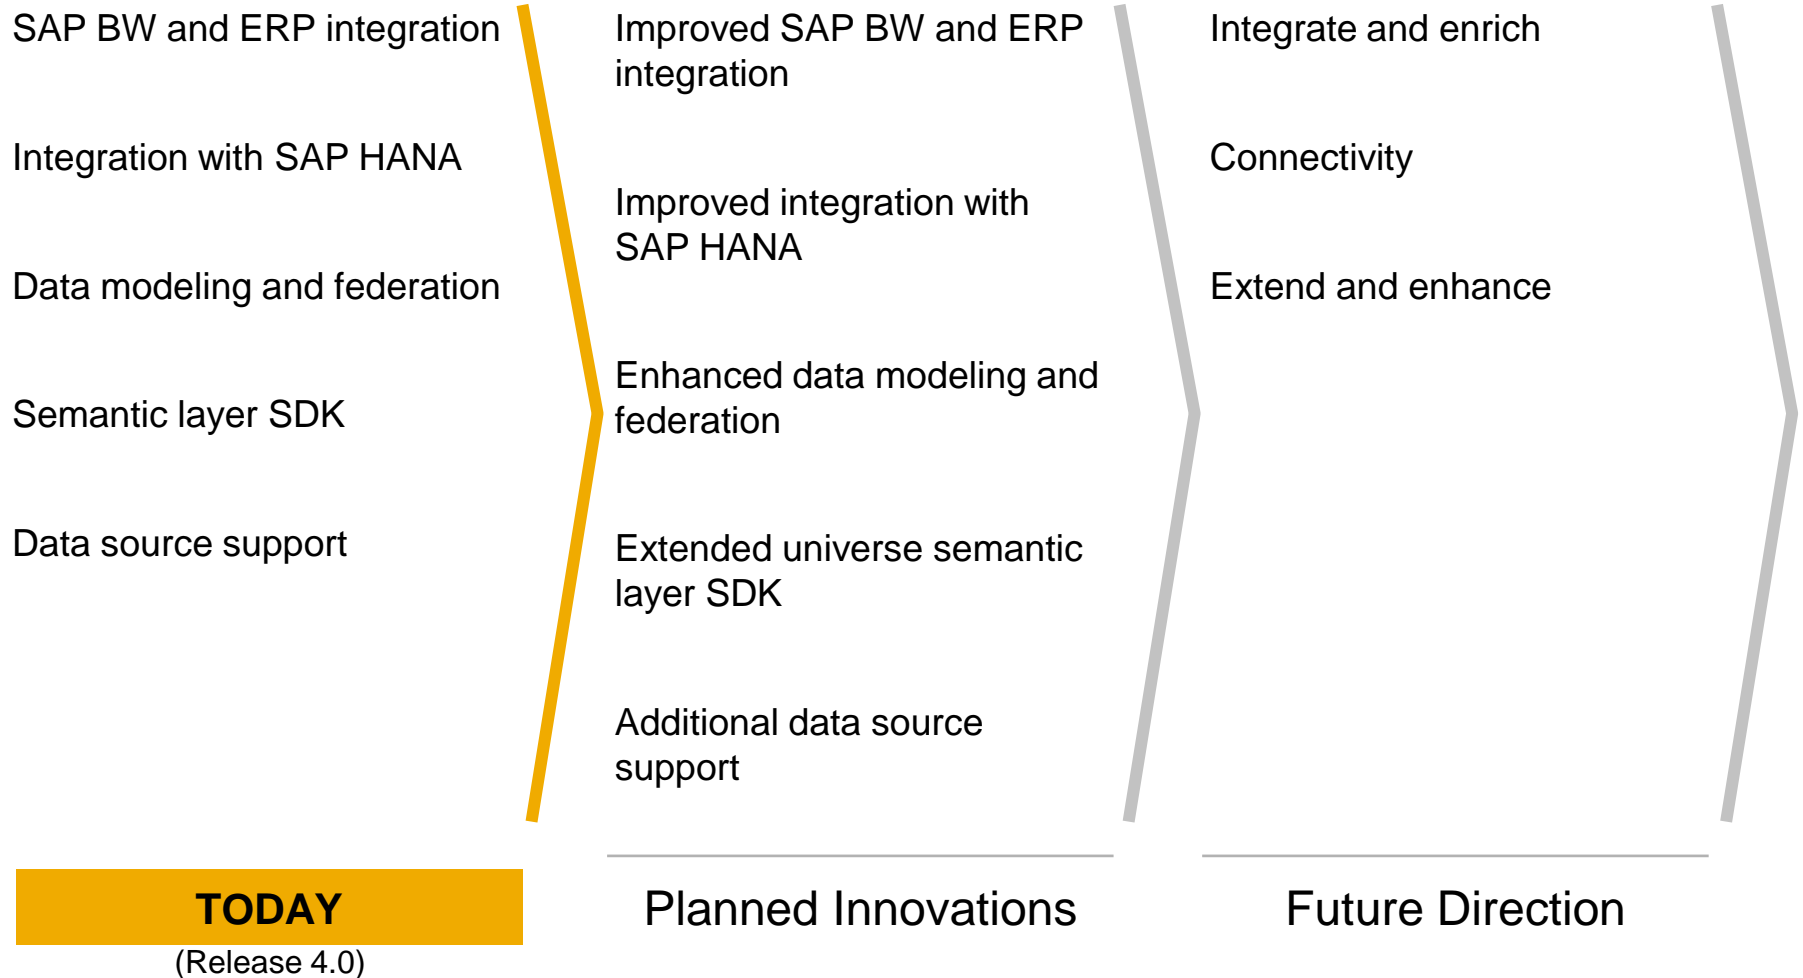 SAP BW and ERP integration
Integration with SAP HANA
Data modeling and federation
Semantic layer SDK
Data source support
TODAY
(Release 4.0)
Improved SAP BW and ERP
integration
Improved integration with
SAP HANA
Enhanced data modeling and
federation
Extended universe semantic
layer SDK
Additional data source
support
Planned Innovations
Integrate and enrich
Connectivity
Extend and enhance
Future Direction